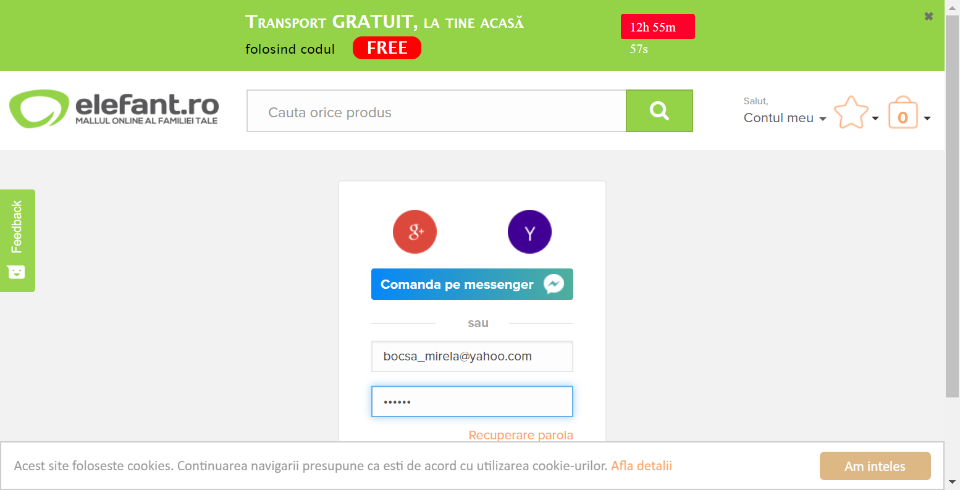 Transport GRATUIT, la tine acasă
folosind codul FREE
12h 55m
57s
elefant.ro
MALLUL ONLINE AL FAMILIEI TALE
Cauta orice produs
Salut,
Contul meu
0
Feedback
g+
Y
Comanda pe messenger
sau
bocsa_mirela@yahoo.com
••••••
Recuperare parola
Acest site foloseste cookies. Continuarea navigarii presupune ca esti de acord cu utilizarea cookie-urilor. Afla detalii
Am inteles